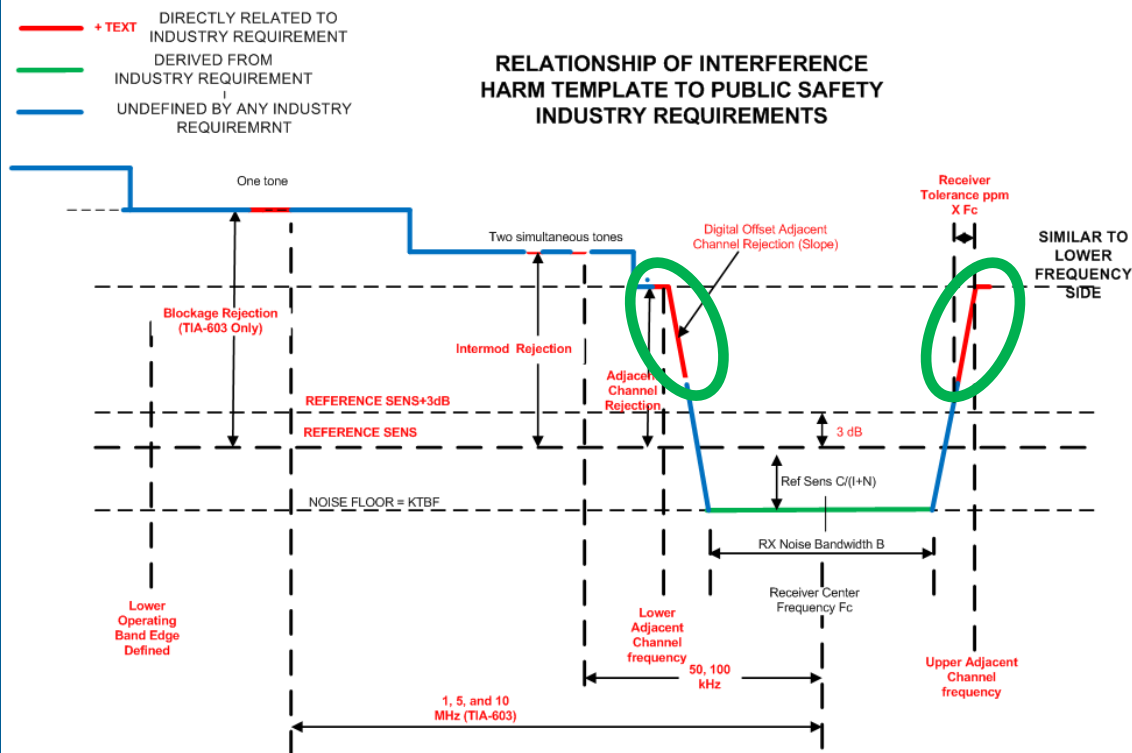 + TEXT
DIRECTLY RELATED TO
INDUSTRY REQUIREMENT
DERIVED FROM
INDUSTRY REQUIREMENT
UNDEFINED BY ANY INDUSTRY
REQUIREMRNT
RELATIONSHIP OF INTERFERENCE
HARM TEMPLATE TO PUBLIC SAFETY
INDUSTRY REQUIREMENTS
One tone
Two simultaneous tones
Digital Offset Adjacent
Channel Rejection (Slope)
Receiver
Tolerance ppm
X Fc
SIMILAR TO
LOWER
FREQUENCY
SIDE
Blockage Rejection
(TIA-603 Only)
Intermod Rejection
Adjacent
Channel
Rejection
REFERENCE SENS+3dB
REFERENCE SENS
3 dB
Ref Sens C/(I+N)
NOISE FLOOR = KTBF
RX Noise Bandwidth B
Receiver Center
Frequency Fc
Lower
Operating
Band Edge
Defined
Lower
Adjacent
Channel
frequency
50, 100
kHz
Upper Adjacent
Channel
frequency
1, 5, and 10
MHz (TIA-603)